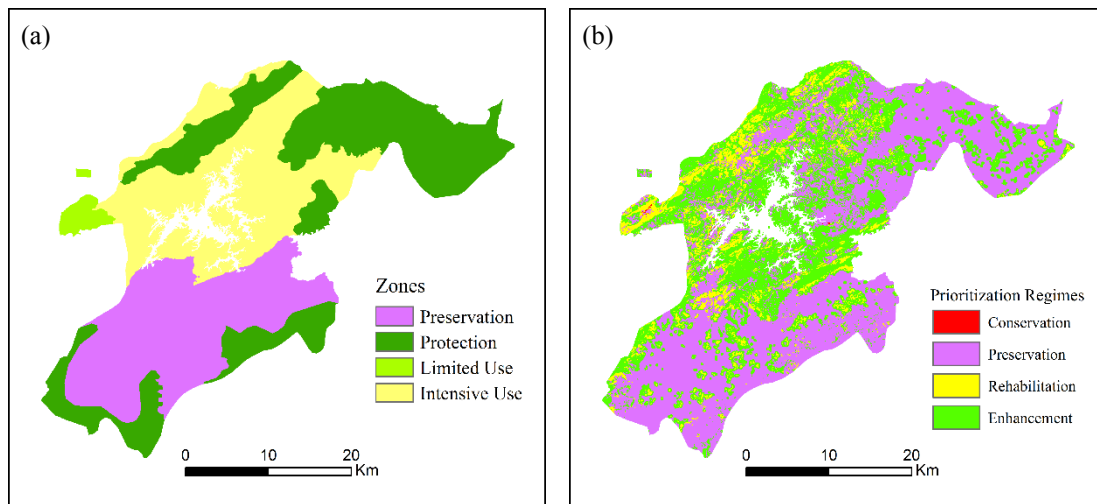 (a)
Zones
Preservation
Protection
Limited Use
Intensive Use
0 10 20
Km
(b)
Prioritization Regimes
Conservation
Preservation
Rehabilitation
Enhancement
0 10 20
Km